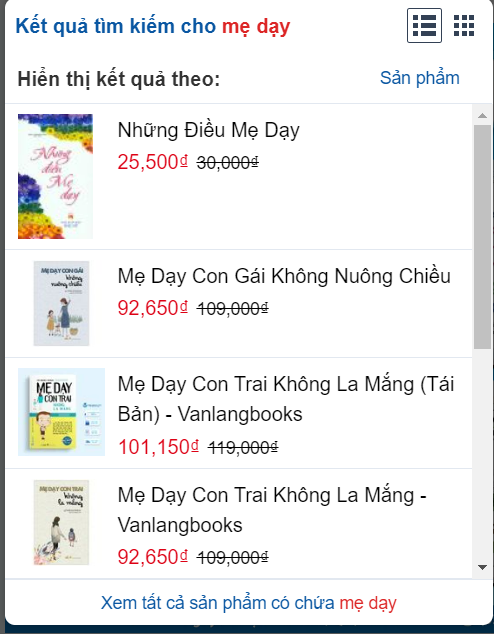 Kết quả tìm kiếm cho mẹ dạy
Hiển thị kết quả theo:
Sản phẩm
Những điều Mẹ dạy
Những Điều Mẹ Dạy
25,500₫ 30,000₫
MẸ DẠY CON GÁI
không
nuông chiều
Mẹ Dạy Con Gái Không Nuông Chiều
92,650₫ 109,000₫
MẸ DẠY
CON TRAI
Mẹ Dạy Con Trai Không La Mắng (Tái
Bản) - Vanlangbooks
101,150₫ 119,000₫
MẸ DẠY CON TRAI
không
la mắng
Mẹ Dạy Con Trai Không La Mắng -
Vanlangbooks
92,650₫ 109,000₫
Xem tất cả sản phẩm có chứa mẹ dạy